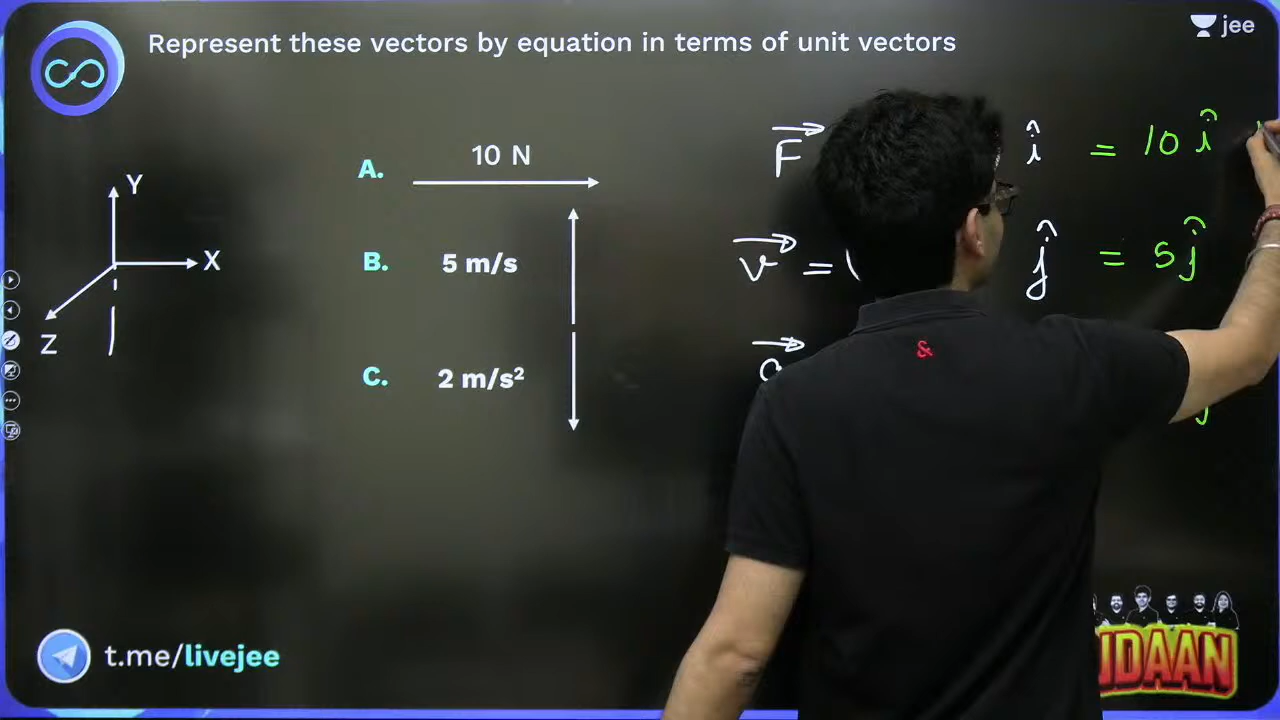 Represent these vectors by equation in terms of unit vectors
jee
Y
X
Z
A.
10 N
B.
5 m/s
C.
2 m/s²
F⃗ î = 10 î
v⃗ = ( ĵ = 5 ĵ
&
t.me/livejee
UDAAN